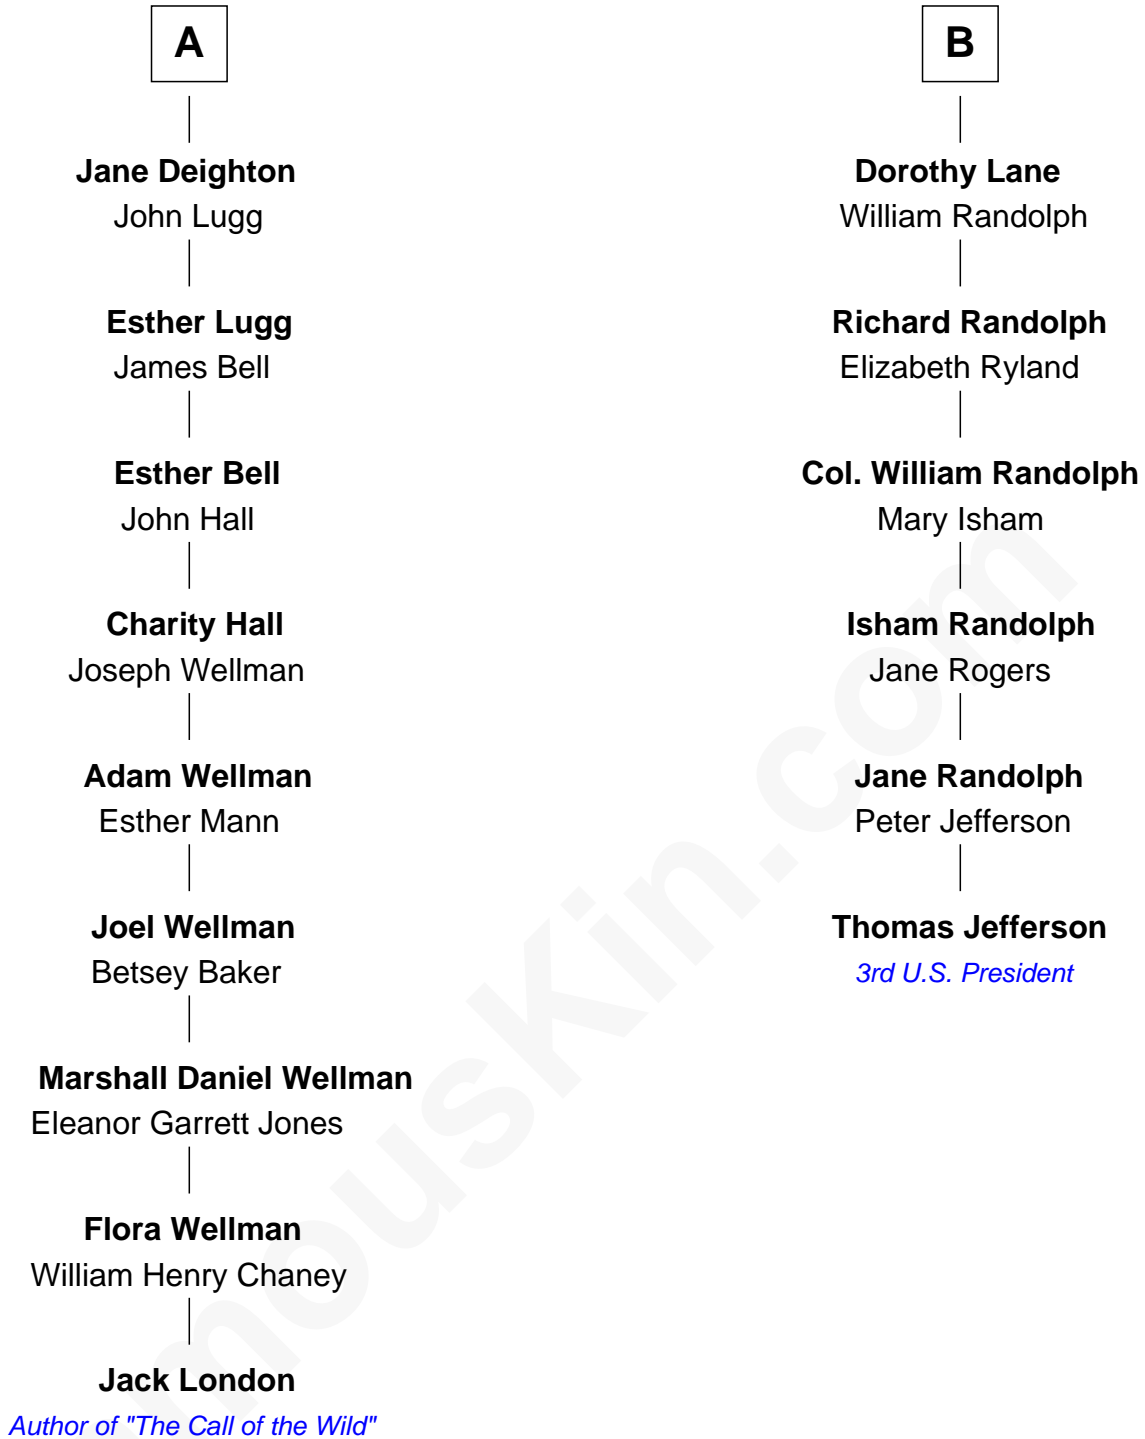 A
Jane Deighton
John Lugg
Esther Lugg
James Bell
Esther Bell
John Hall
Charity Hall
Joseph Wellman
Adam Wellman
Esther Mann
Joel Wellman
Betsey Baker
Marshall Daniel Wellman
Eleanor Garrett Jones
Flora Wellman
William Henry Chaney
Jack London
Author of "The Call of the Wild"
B
Dorothy Lane
William Randolph
Richard Randolph
Elizabeth Ryland
Col. William Randolph
Mary Isham
Isham Randolph
Jane Rogers
Jane Randolph
Peter Jefferson
Thomas Jefferson
3rd U.S. President
mouskin.com